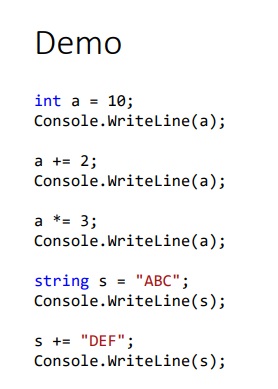 Demo
int a = 10;
Console.WriteLine(a);
a += 2;
Console.WriteLine(a);
a *= 3;
Console.WriteLine(a);
string s = "ABC";
Console.WriteLine(s);
s += "DEF";
Console.WriteLine(s);